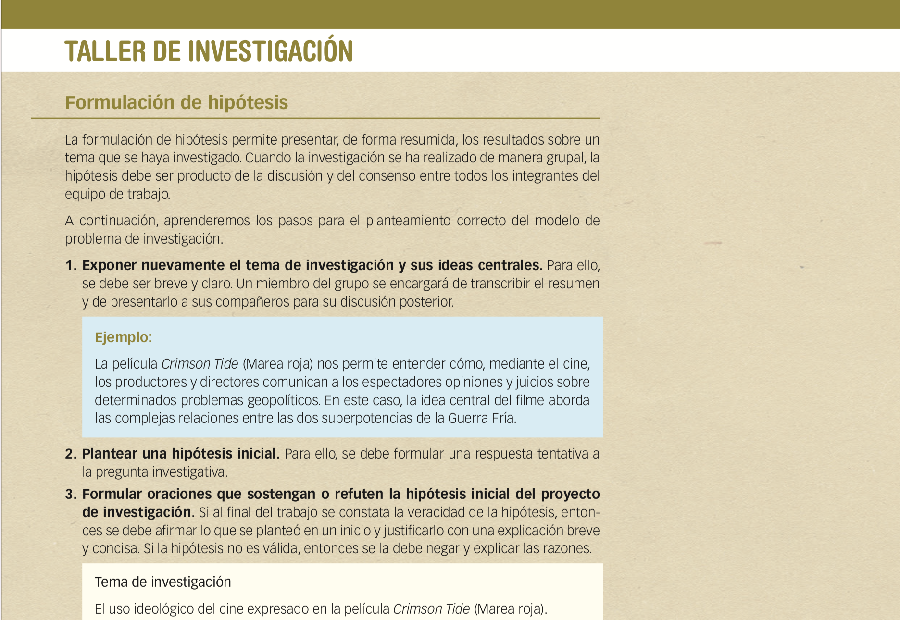 TALLER DE INVESTIGACIÓN
Formulación de hipótesis
La formulación de hipótesis permite presentar, de forma resumida, los resultados sobre un
tema que se haya investigado. Cuando la investigación se ha realizado de manera grupal, la
hipótesis debe ser producto de la discusión y del consenso entre todos los integrantes del
equipo de trabajo.
A continuación, aprenderemos los pasos para el planteamiento correcto del modelo de
problema de investigación.
1. Exponer nuevamente el tema de investigación y sus ideas centrales. Para ello,
se debe ser breve y claro. Un miembro del grupo se encargará de transcribir el resumen
y de presentarlo a sus compañeros para su discusión posterior.
Ejemplo:
La película Crimson Tide (Marea roja) nos permite entender cómo, mediante el cine,
los productores y directores comunican a los espectadores opiniones y juicios sobre
determinados problemas geopolíticos. En este caso, la idea central del filme aborda
las complejas relaciones entre las dos superpotencias de la Guerra Fría.
2. Plantear una hipótesis inicial. Para ello, se debe formular una respuesta tentativa a
la pregunta investigativa.
3. Formular oraciones que sostengan o refuten la hipótesis inicial del proyecto
de investigación. Si al final del trabajo se constata la veracidad de la hipótesis, enton-
ces se debe afirmar lo que se planteó en un inicio y justificarlo con una explicación breve
y concisa. Si la hipótesis no es válida, entonces se la debe negar y explicar las razones.
Tema de investigación
El uso ideológico del cine expresado en la película Crimson Tide (Marea roja).